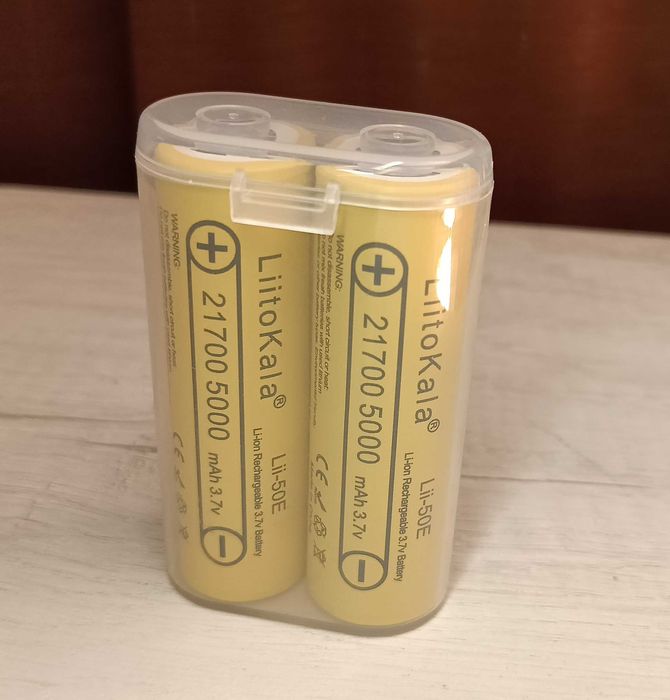 WARNING:
21700 5000 mAh 3.7v
LiitoKala®
Lii-50E
Li-ion Rechargeable 3.7v Battery
WARNING:
Do not disassemble, short circuit or heat
21700 5000 mAh 3.7v
LiitoKala®
Lii-50E
Li-ion Rechargeable 3.7v Battery